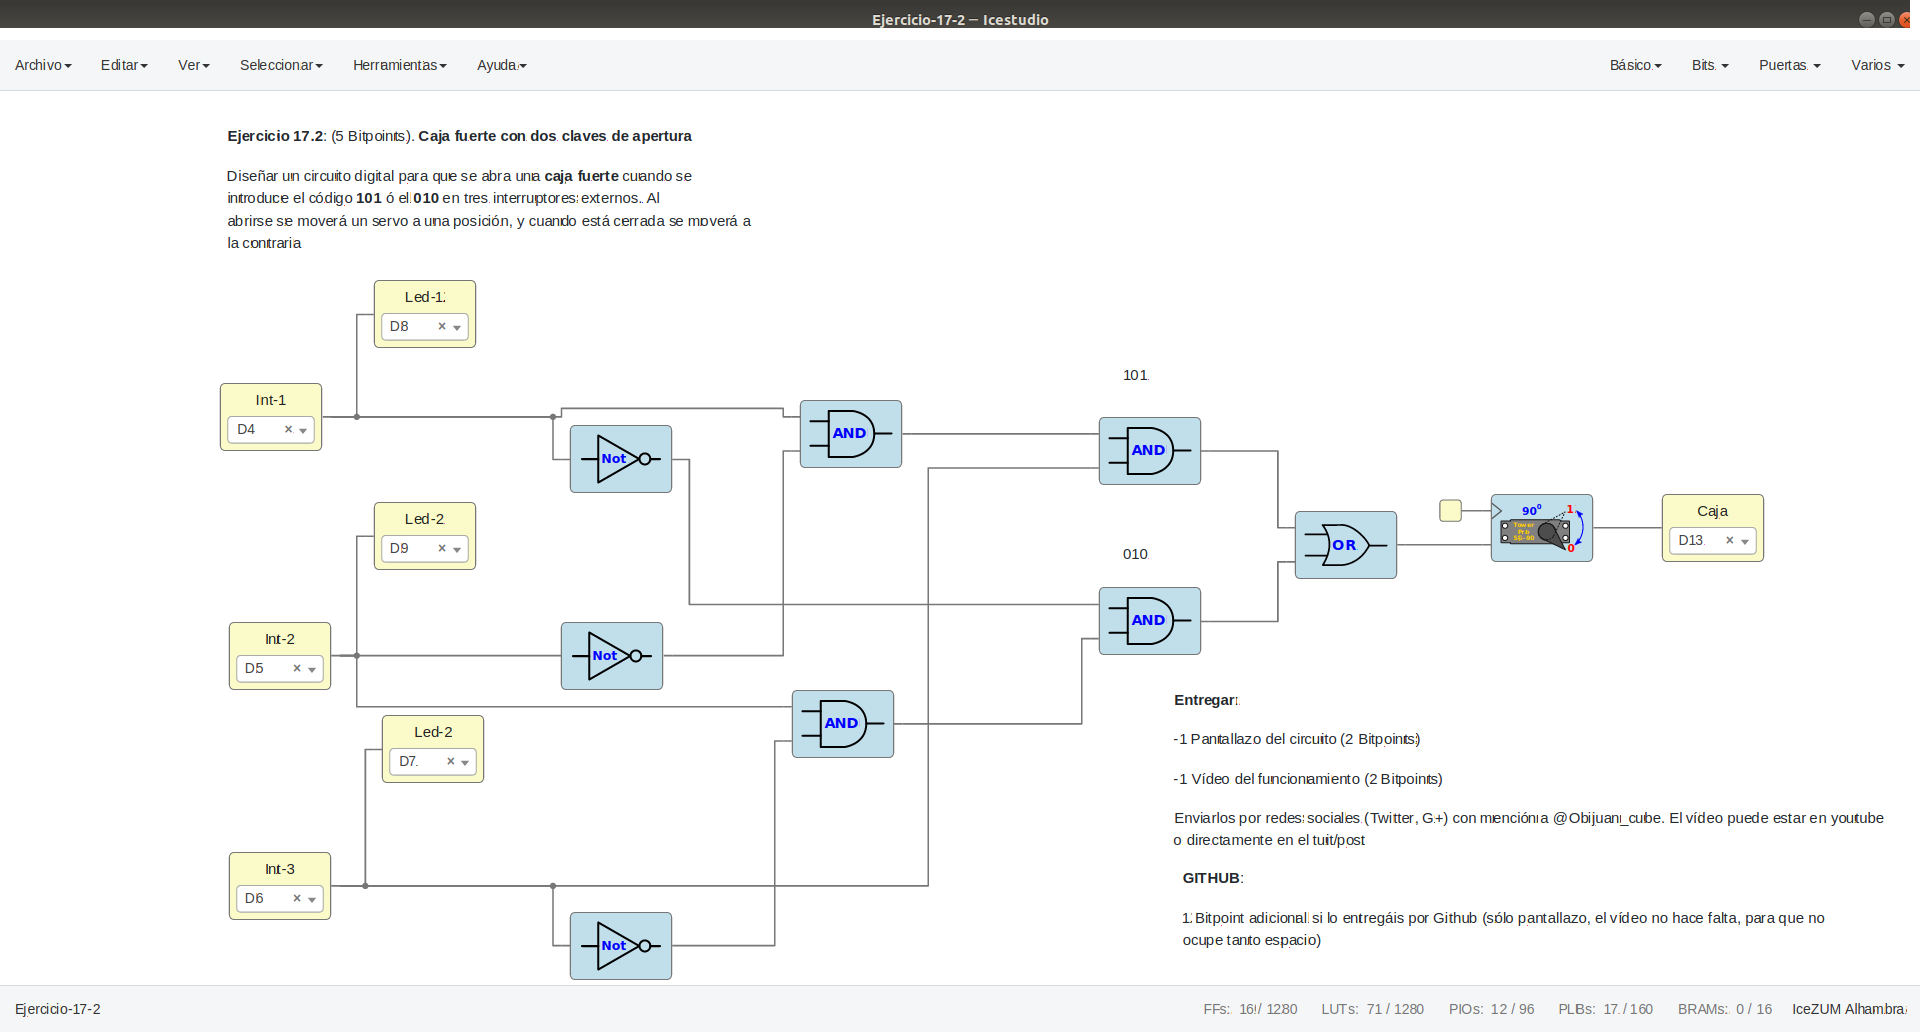 Ejercicio-17-2 — Icestudio
Archivo Editar Ver Seleccionar Herramientas Ayuda Básico Bits Puertas Varios
Ejercicio 17.2: (5 Bitpoints). Caja fuerte con dos claves de apertura
Diseñar un circuito digital para que se abra una caja fuerte cuando se
introduce el código 101 ó el 010 en tres interruptores externos. Al
abrirse se moverá un servo a una posición, y cuando está cerrada se moverá a
la contraria
Led-1
D8
101
Int-1
D4
AND
AND
Not
Led-2
D9
90º
1
Tower
Pro
SG-90
0
Caja
D13
OR
010
Int-2
D5
Not
AND
AND
Led-2
D7
Int-3
D6
Not
Entregar:
-1 Pantallazo del circuito (2 Bitpoints)
-1 Vídeo del funcionamiento (2 Bitpoints)
Enviarlos por redes sociales (Twitter, G+) con mención a @Obijuan_cube. El vídeo puede estar en youtube
o directamente en el tuit/post
GITHUB:
1 Bitpoint adicional si lo entregáis por Github (sólo pantallazo, el vídeo no hace falta, para que no
ocupe tanto espacio)
Ejercicio-17-2 FFs: 16 / 1280 LUTs: 71 / 1280 PIOs: 12 / 96 PLBs: 17 / 160 BRAMs: 0 / 16 IceZUM Alhambra